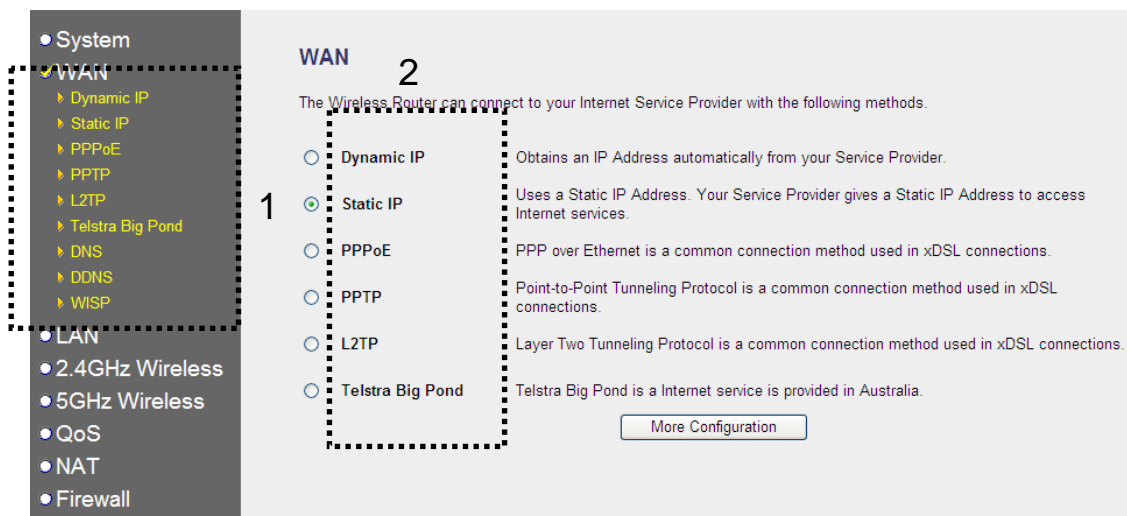 System
WAN
Dynamic IP
Static IP
PPPoE
PPTP
L2TP
Telstra Big Pond
DNS
DDNS
WISP
LAN
2.4GHz Wireless
5GHz Wireless
QoS
NAT
Firewall
1
WAN
2
The Wireless Router can connect to your Internet Service Provider with the following methods.
Dynamic IP Obtains an IP Address automatically from your Service Provider.
Static IP Uses a Static IP Address. Your Service Provider gives a Static IP Address to access
Internet services.
PPPoE PPP over Ethernet is a common connection method used in xDSL connections.
PPTP Point-to-Point Tunneling Protocol is a common connection method used in xDSL
connections.
L2TP Layer Two Tunneling Protocol is a common connection method used in xDSL connections.
Telstra Big Pond Telstra Big Pond is a Internet service is provided in Australia.
More Configuration